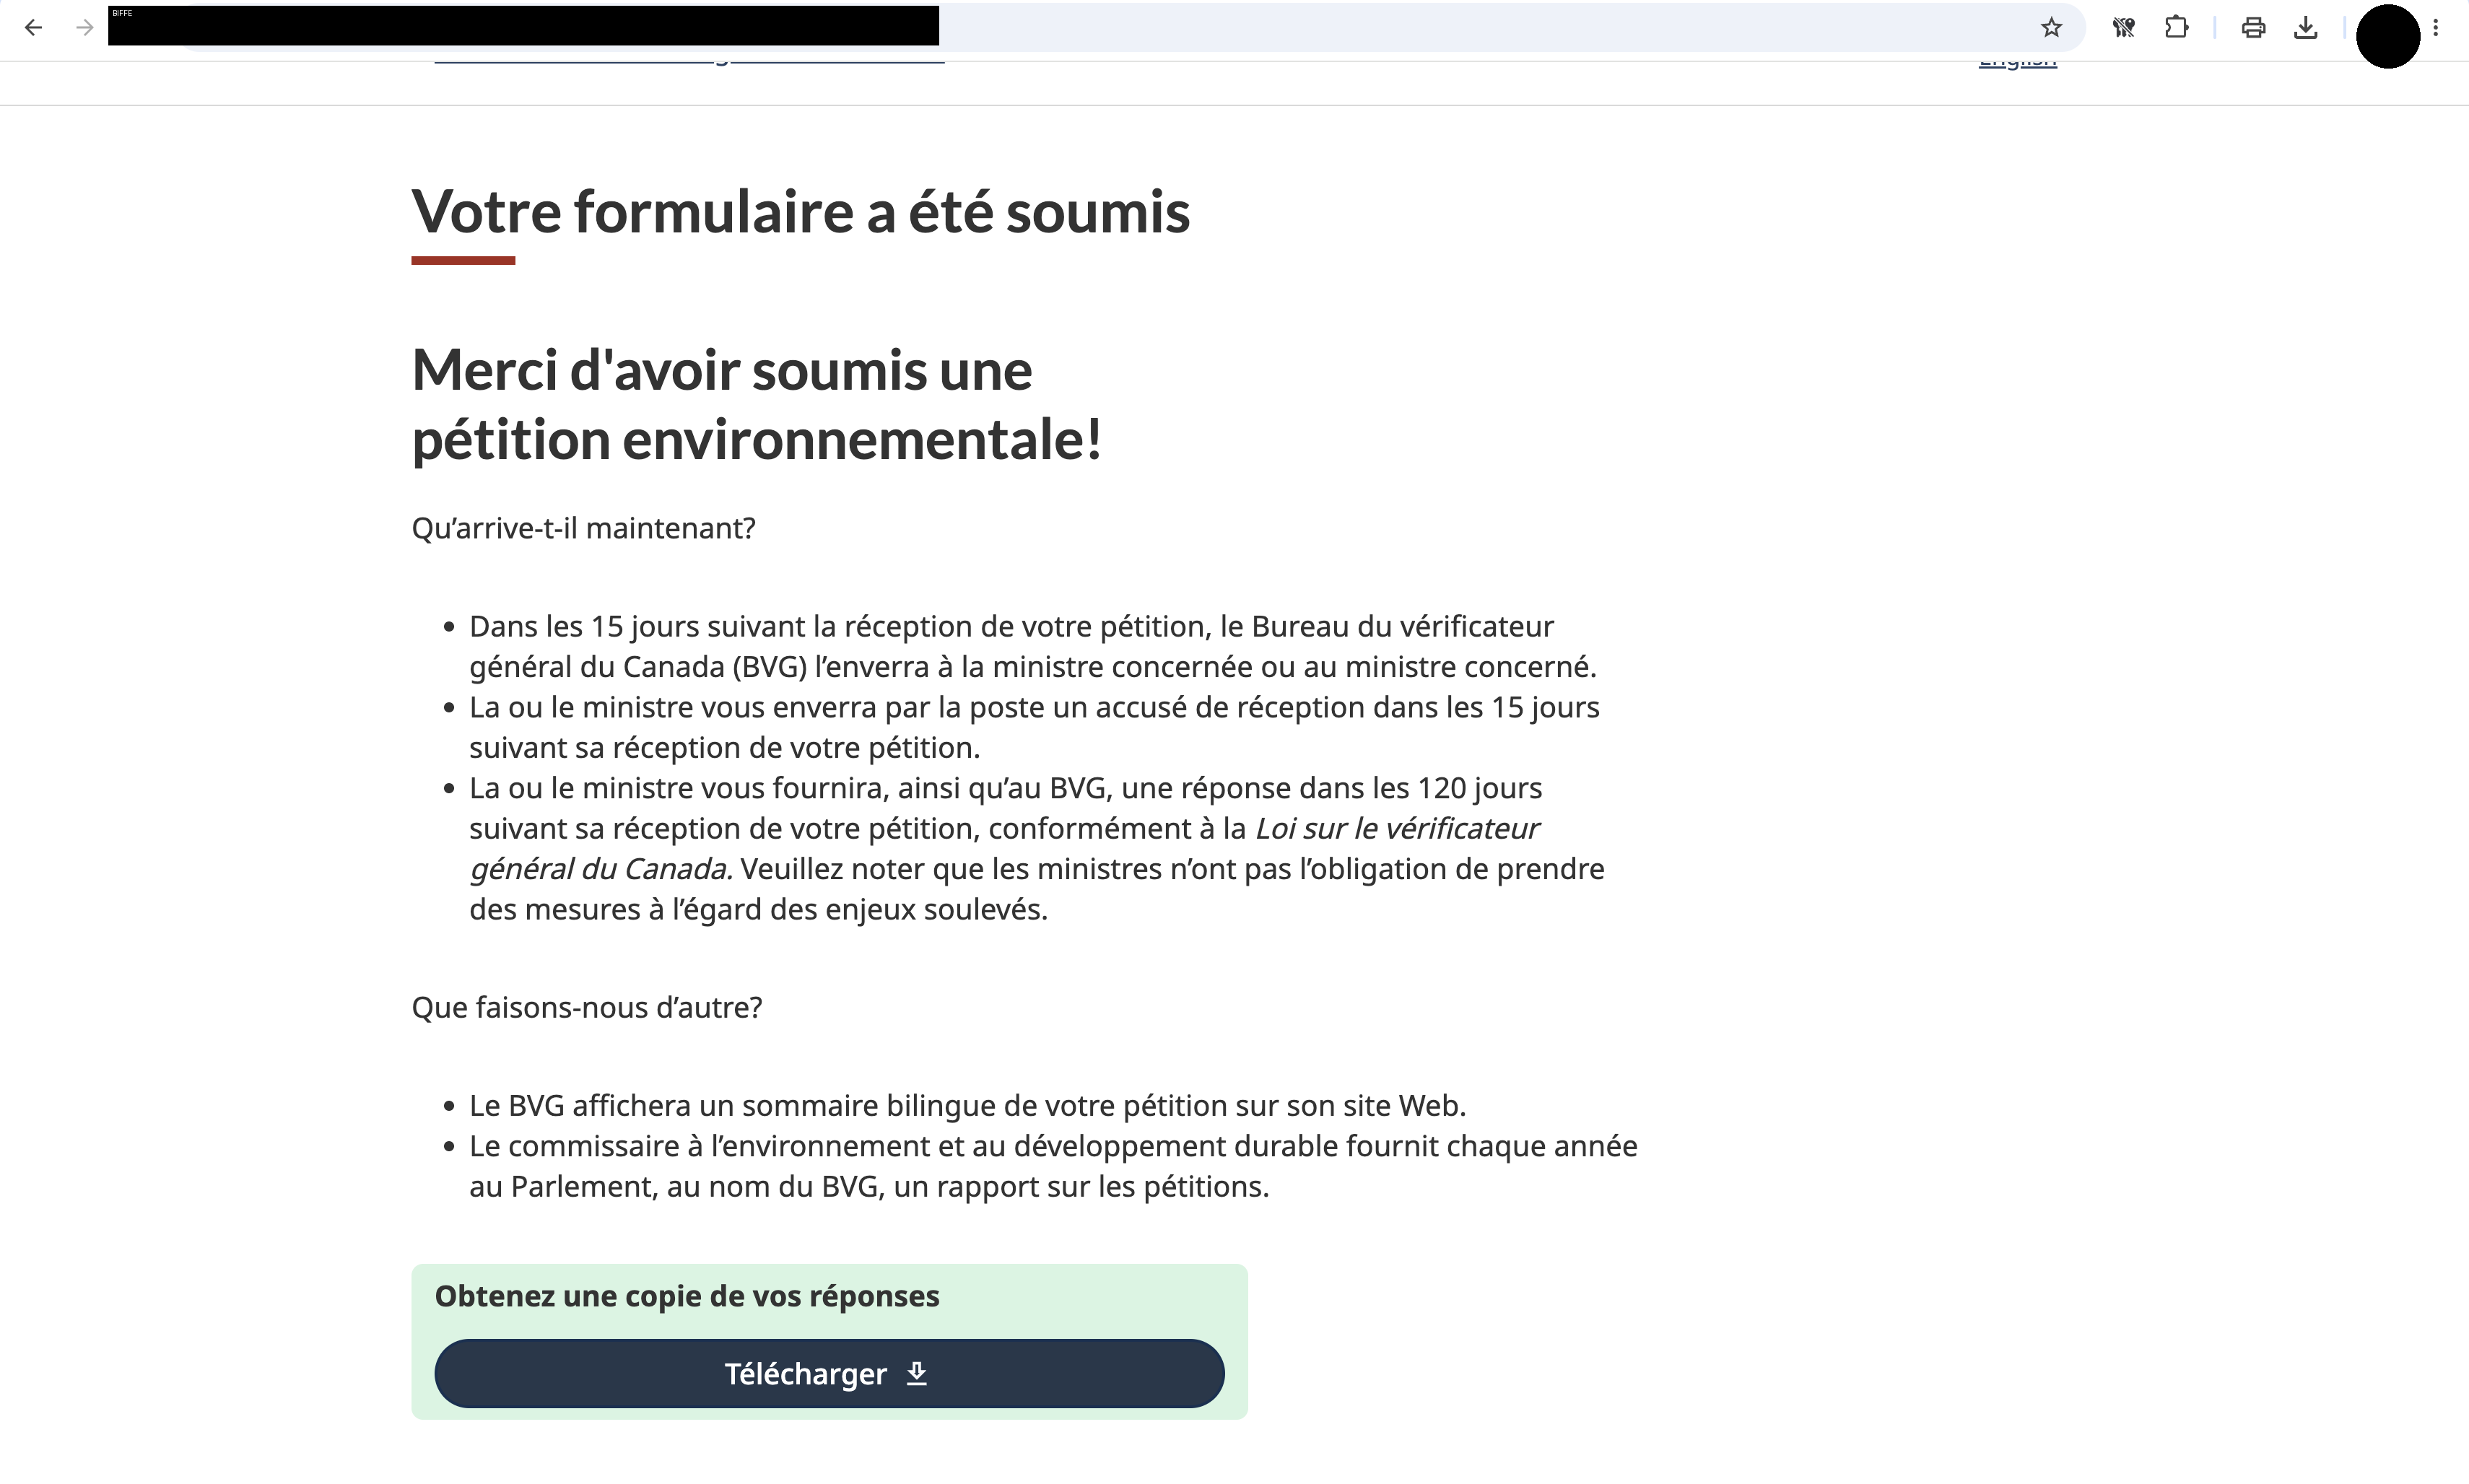 BIFFE
English
Votre formulaire a été soumis
Merci d'avoir soumis une
pétition environnementale!
Qu’arrive-t-il maintenant?
Dans les 15 jours suivant la réception de votre pétition, le Bureau du vérificateur
général du Canada (BVG) l’enverra à la ministre concernée ou au ministre concerné.
La ou le ministre vous enverra par la poste un accusé de réception dans les 15 jours
suivant sa réception de votre pétition.
La ou le ministre vous fournira, ainsi qu’au BVG, une réponse dans les 120 jours
suivant sa réception de votre pétition, conformément à la Loi sur le vérificateur
général du Canada. Veuillez noter que les ministres n’ont pas l’obligation de prendre
des mesures à l’égard des enjeux soulevés.
Que faisons-nous d’autre?
Le BVG affichera un sommaire bilingue de votre pétition sur son site Web.
Le commissaire à l’environnement et au développement durable fournit chaque année
au Parlement, au nom du BVG, un rapport sur les pétitions.
Obtenez une copie de vos réponses
Télécharger